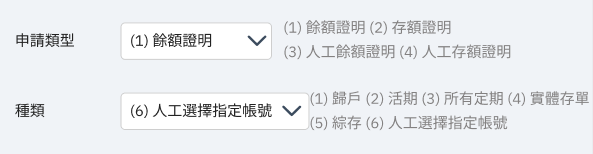 申請類型
(1) 餘額證明
(1) 餘額證明 (2) 存額證明
(3) 人工餘額證明 (4) 人工存額證明
種類
(6) 人工選擇指定帳號
(1) 歸戶 (2) 活期 (3) 所有定期 (4) 實體存單
(5) 綜存 (6) 人工選擇指定帳號